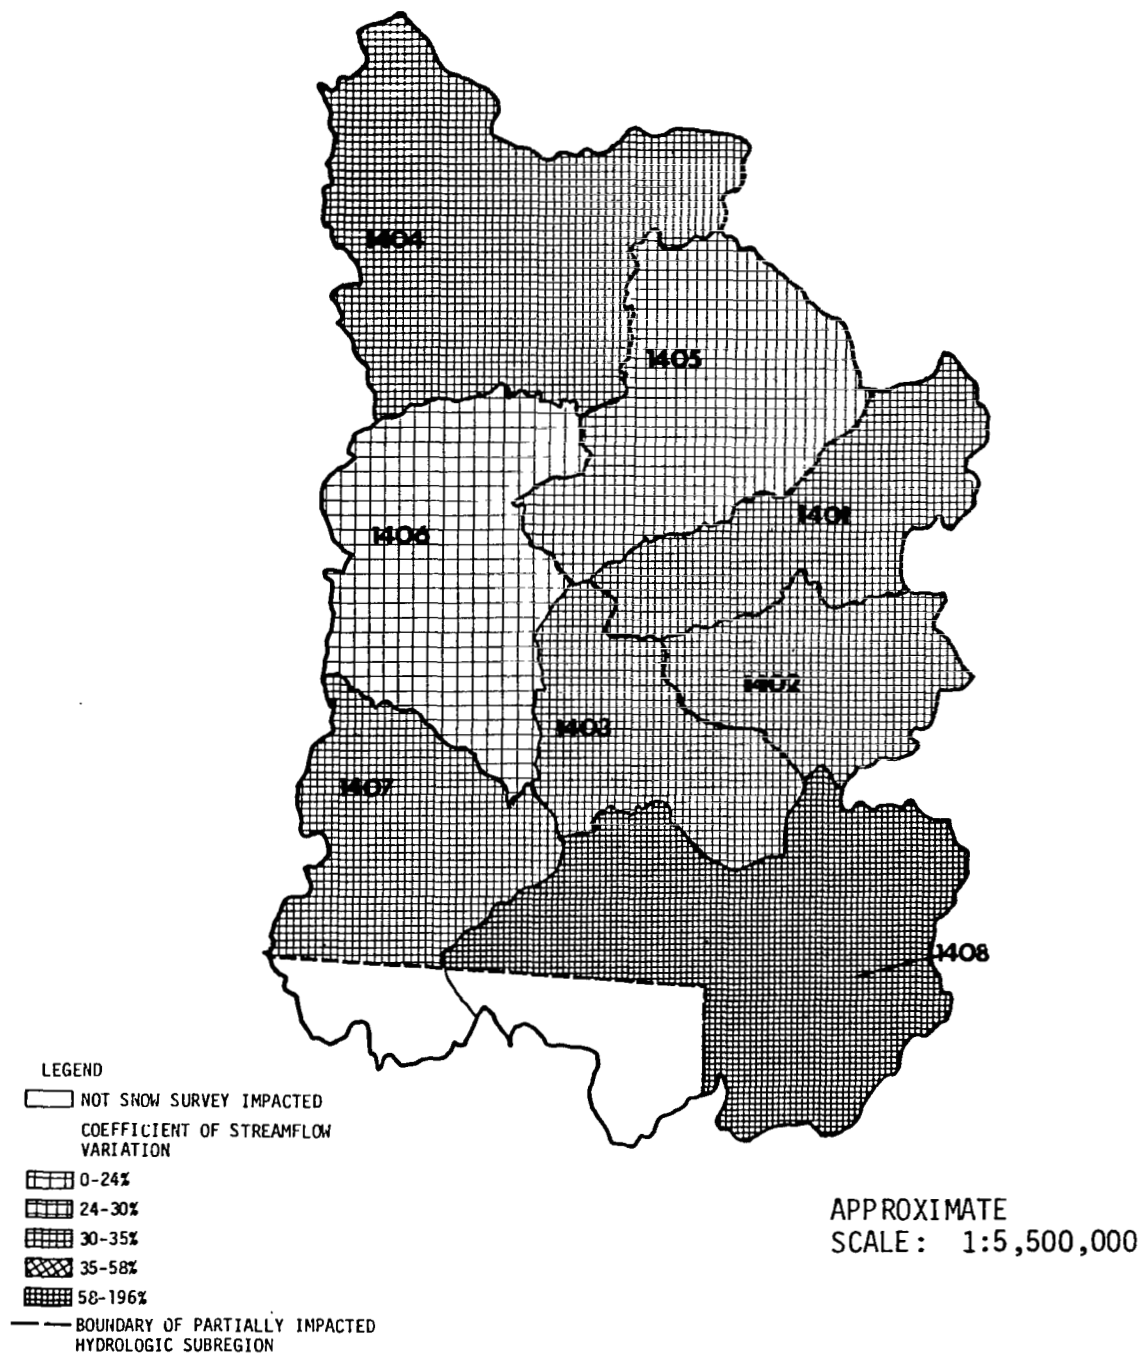 1404
1405
1401
1406
1402
1403
1407
1408
LEGEND
NOT SNOW SURVEY IMPACTED
COEFFICIENT OF STREAMFLOW
VARIATION
0-24%
24-30%
30-35%
35-58%
58-196%
BOUNDARY OF PARTIALLY IMPACTED
HYDROLOGIC SUBREGION
APPROXIMATE
SCALE: 1:5,500,000